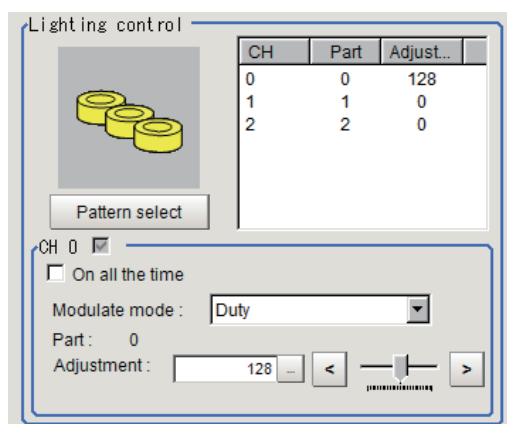 Lighting control
CH Part Adjust...
0 0 128
1 1 0
2 2 0
Pattern select
CH 0
On all the time
Modulate mode : Duty
Part : 0
Adjustment : 128 ... < >